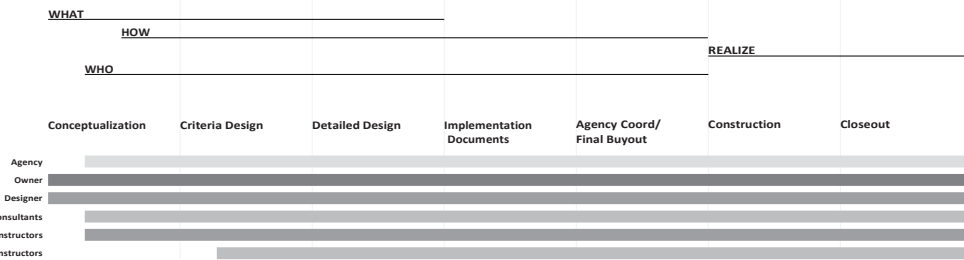 WHAT
HOW
REALIZE
WHO
Conceptualization Criteria Design Detailed Design Implementation Documents Agency Coord/ Final Buyout Construction Closeout
Agency
Owner
Designer
onsultants
nstructors
nstructors